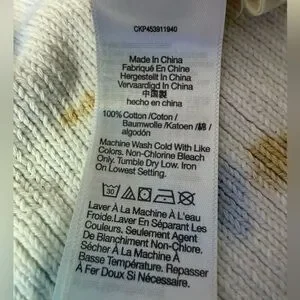 CKP453911940
Made In China
Fabriqué En Chine
Hergestellt In China
Vervaardigd In China
中国製
hecho en china
100% Cotton /Coton /
Baumwolle /Katoen /綿 /
algodón
Machine Wash Cold With Like
Colors. Non-Chlorine Bleach
Only. Tumble Dry Low. Iron
On Lowest Setting.
30
Laver À La Machine À L'eau
Froide.Laver En Séparant Les
Couleurs. Seulement Agent
De Blanchiment Non-Chlore.
Sécher À La Machine À
Basse Température. Repasser
À Fer Doux Si Nécessaire.